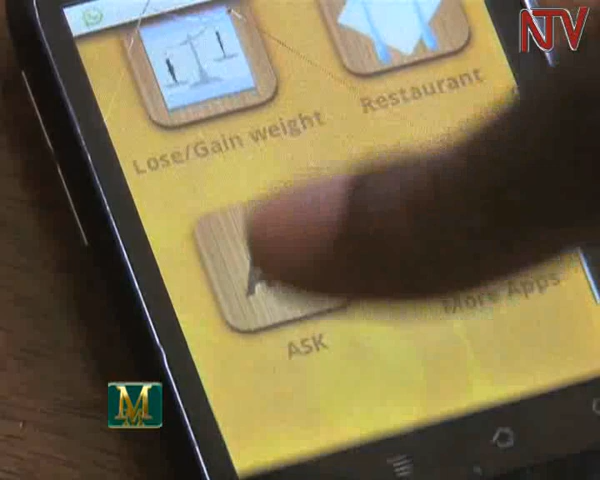 NTV
Lose/Gain weight
Restaurant
ASK
More Apps
M